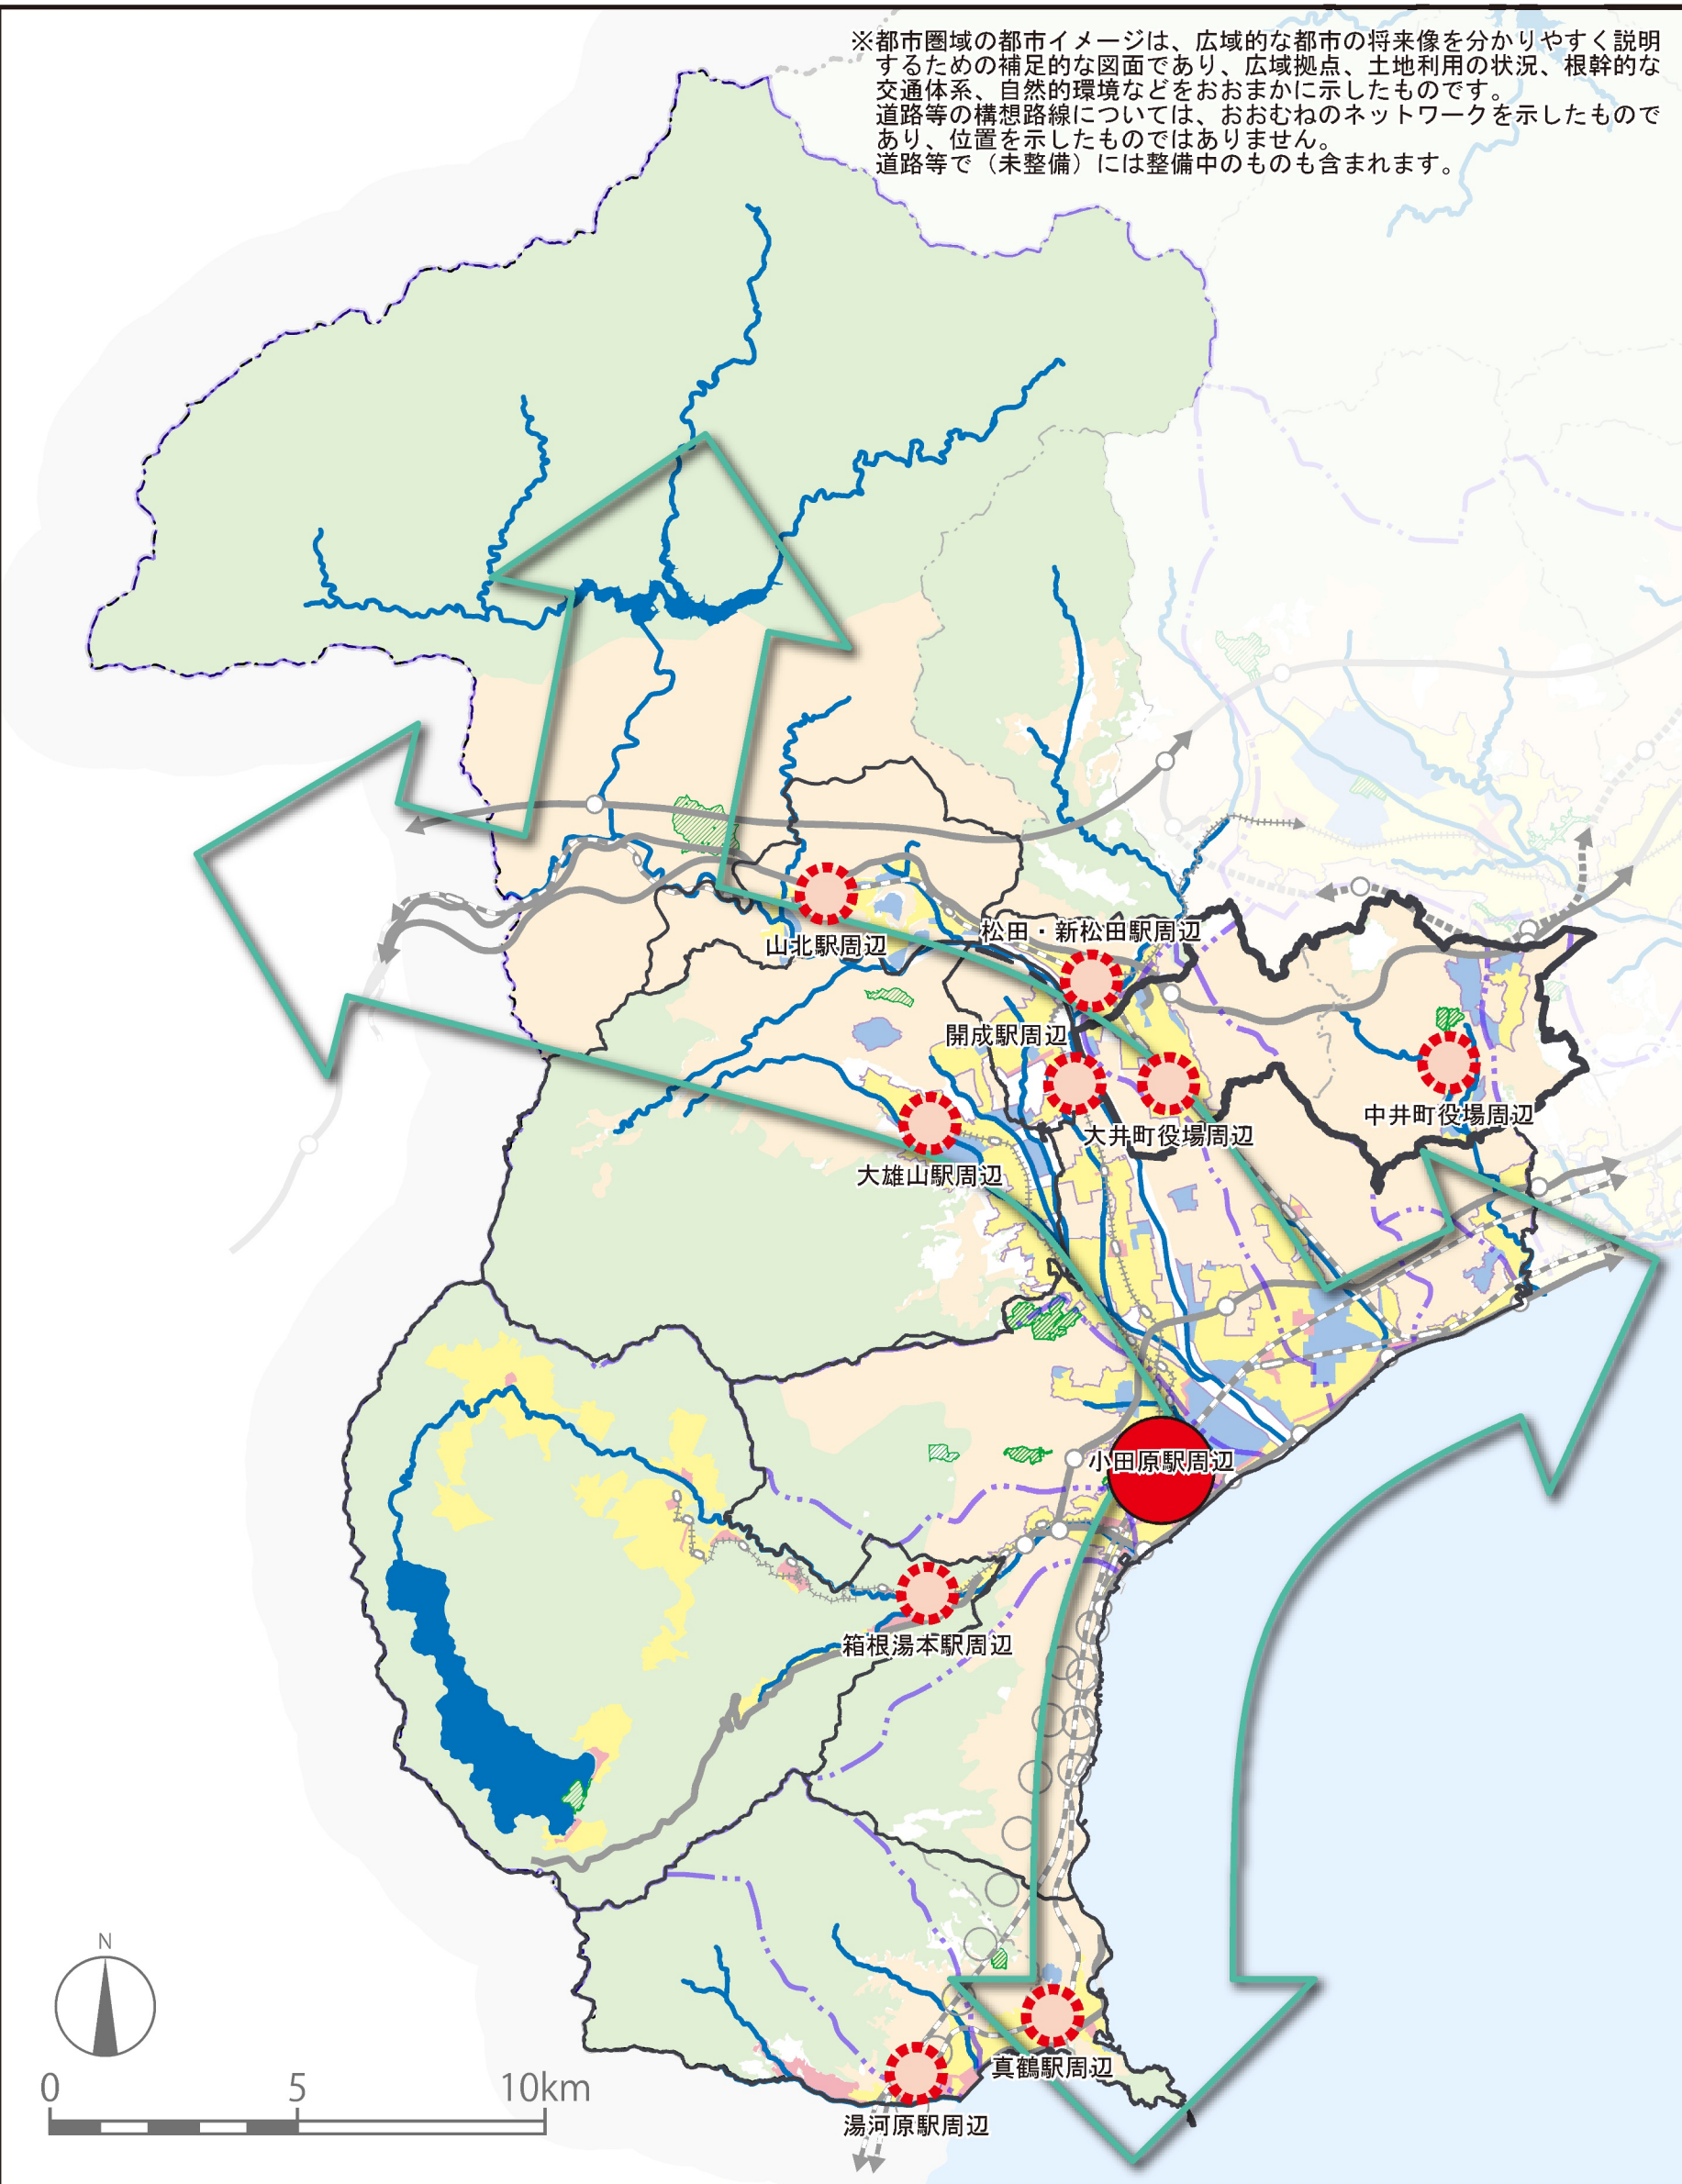 ※都市圏域の都市イメージは、広域的な都市の将来像を分かりやすく説明
するための補足的な図面であり、広域拠点、土地利用の状況、根幹的な
交通体系、自然的環境などをおおまかに示したものです。
道路等の構想路線については、おおむねのネットワークを示したもので
あり、位置を示したものではありません。
道路等で（未整備）には整備中のものも含まれます。
山北駅周辺
松田・新松田駅周辺
開成駅周辺
大井町役場周辺
中井町役場周辺
大雄山駅周辺
小田原駅周辺
箱根湯本駅周辺
真鶴駅周辺
湯河原駅周辺
N
0 5 10km